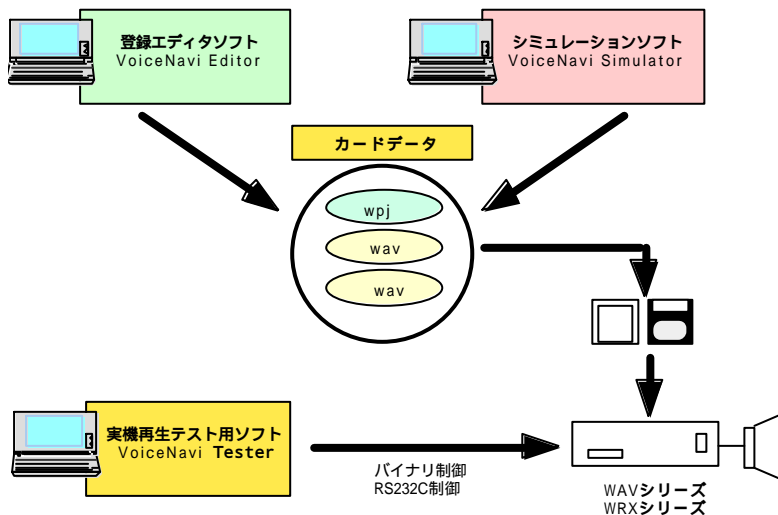 登録エディタソフト
VoiceNavi Editor
シミュレーションソフト
VoiceNavi Simulator
カードデータ
wpj
wav
wav
実機再生テスト用ソフト
VoiceNavi Tester
バイナリ制御
RS232C制御
WAVシリーズ
WRXシリーズ